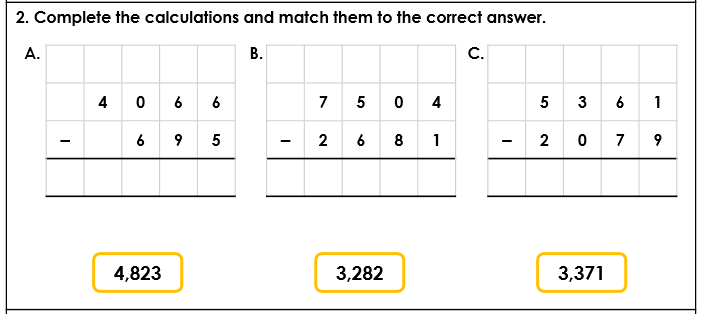 2. Complete the calculations and match them to the correct answer.
A. B. C.
4 0 6 6 7 5 0 4 5 3 6 1
− 6 9 5 − 2 6 8 1 − 2 0 7 9
4,823 3,282 3,371